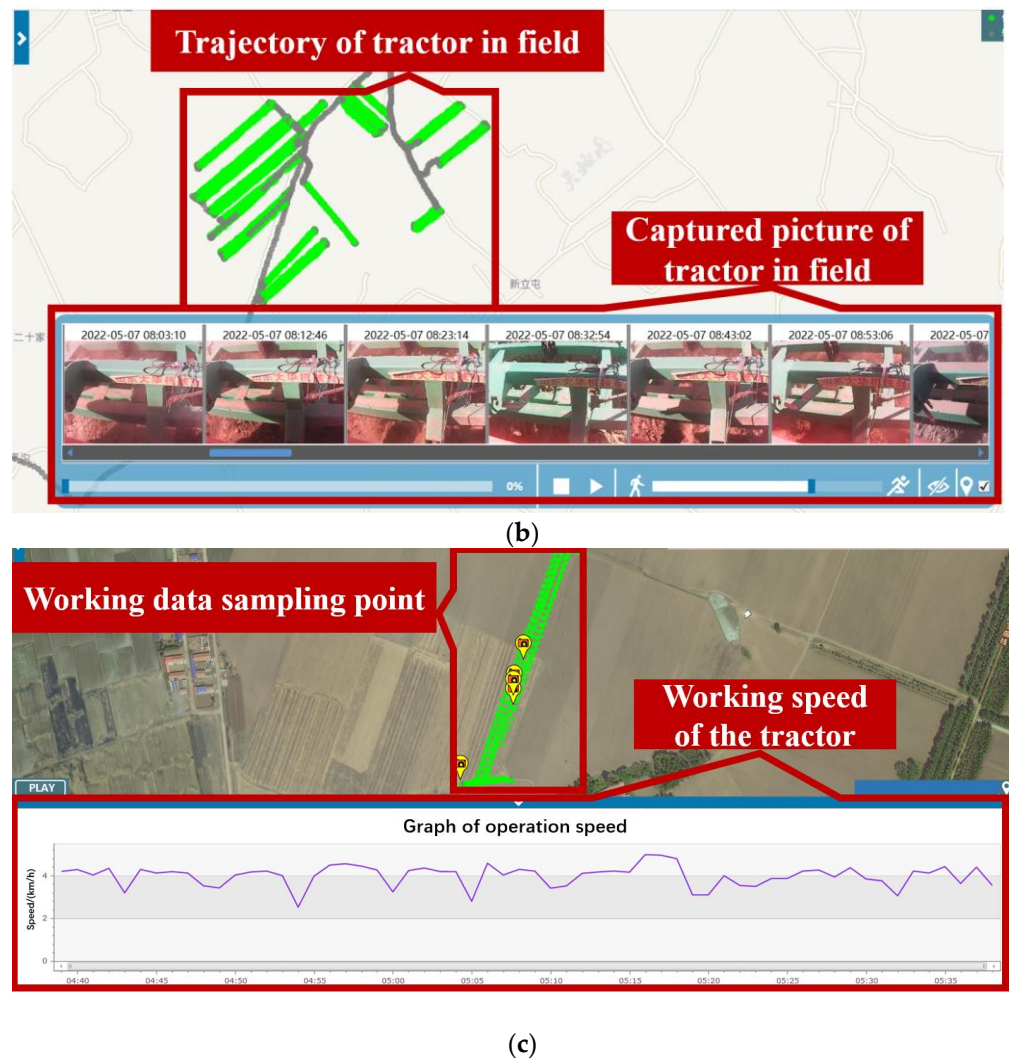 Trajectory of tractor in field
Captured picture of
tractor in field
新立屯
二十家
2022-05-07 08:03:10
2022-05-07 08:12:46
2022-05-07 08:23:14
2022-05-07 08:32:54
2022-05-07 08:43:02
2022-05-07 08:53:06
2022-05-07
0%
(b)
Working data sampling point
Working speed
of the tractor
PLAY
Graph of operation speed
Speed/(km/h)
4
2
0
04:40
04:45
04:50
04:55
05:00
05:05
05:10
05:15
05:20
05:25
05:30
05:35
(c)